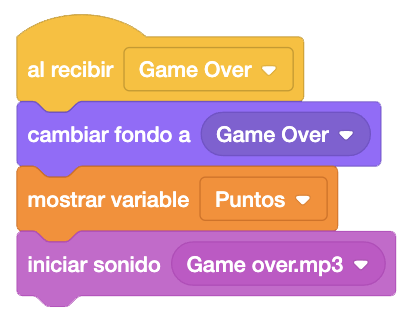 al recibir Game Over
cambiar fondo a Game Over
mostrar variable Puntos
iniciar sonido Game over.mp3